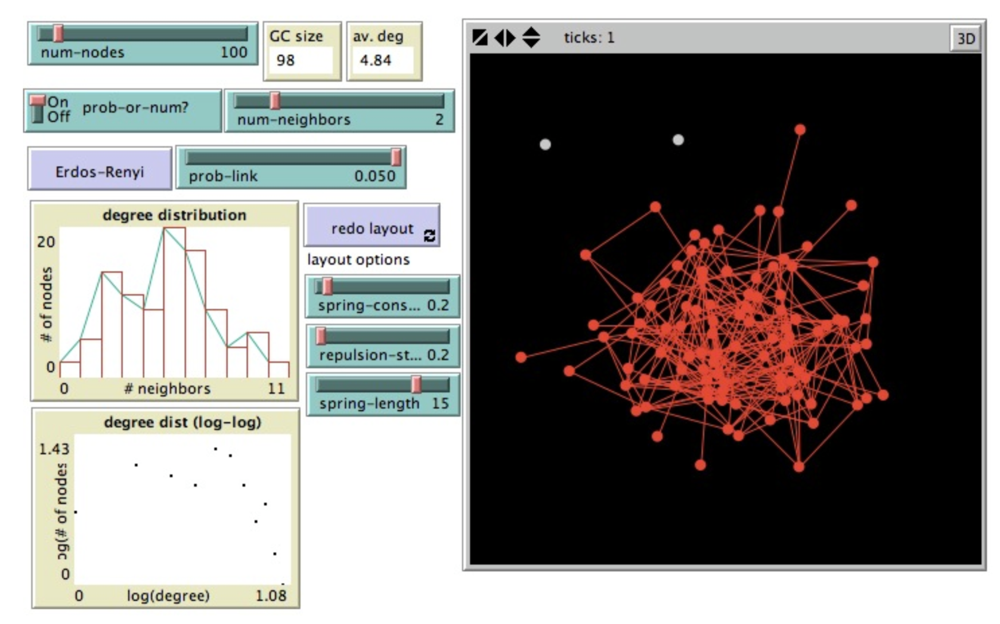 num-nodes 100
GC size
98
av. deg
4.84
ticks: 1
3D
On
Off
prob-or-num?
num-neighbors 2
Erdos-Renyi
prob-link 0.050
degree distribution
20
# of nodes
0
0 # neighbors 11
redo layout
layout options
spring-cons... 0.2
repulsion-st... 0.2
spring-length 15
degree dist (log-log)
1.43
og(# of nodes
0
0 log(degree) 1.08